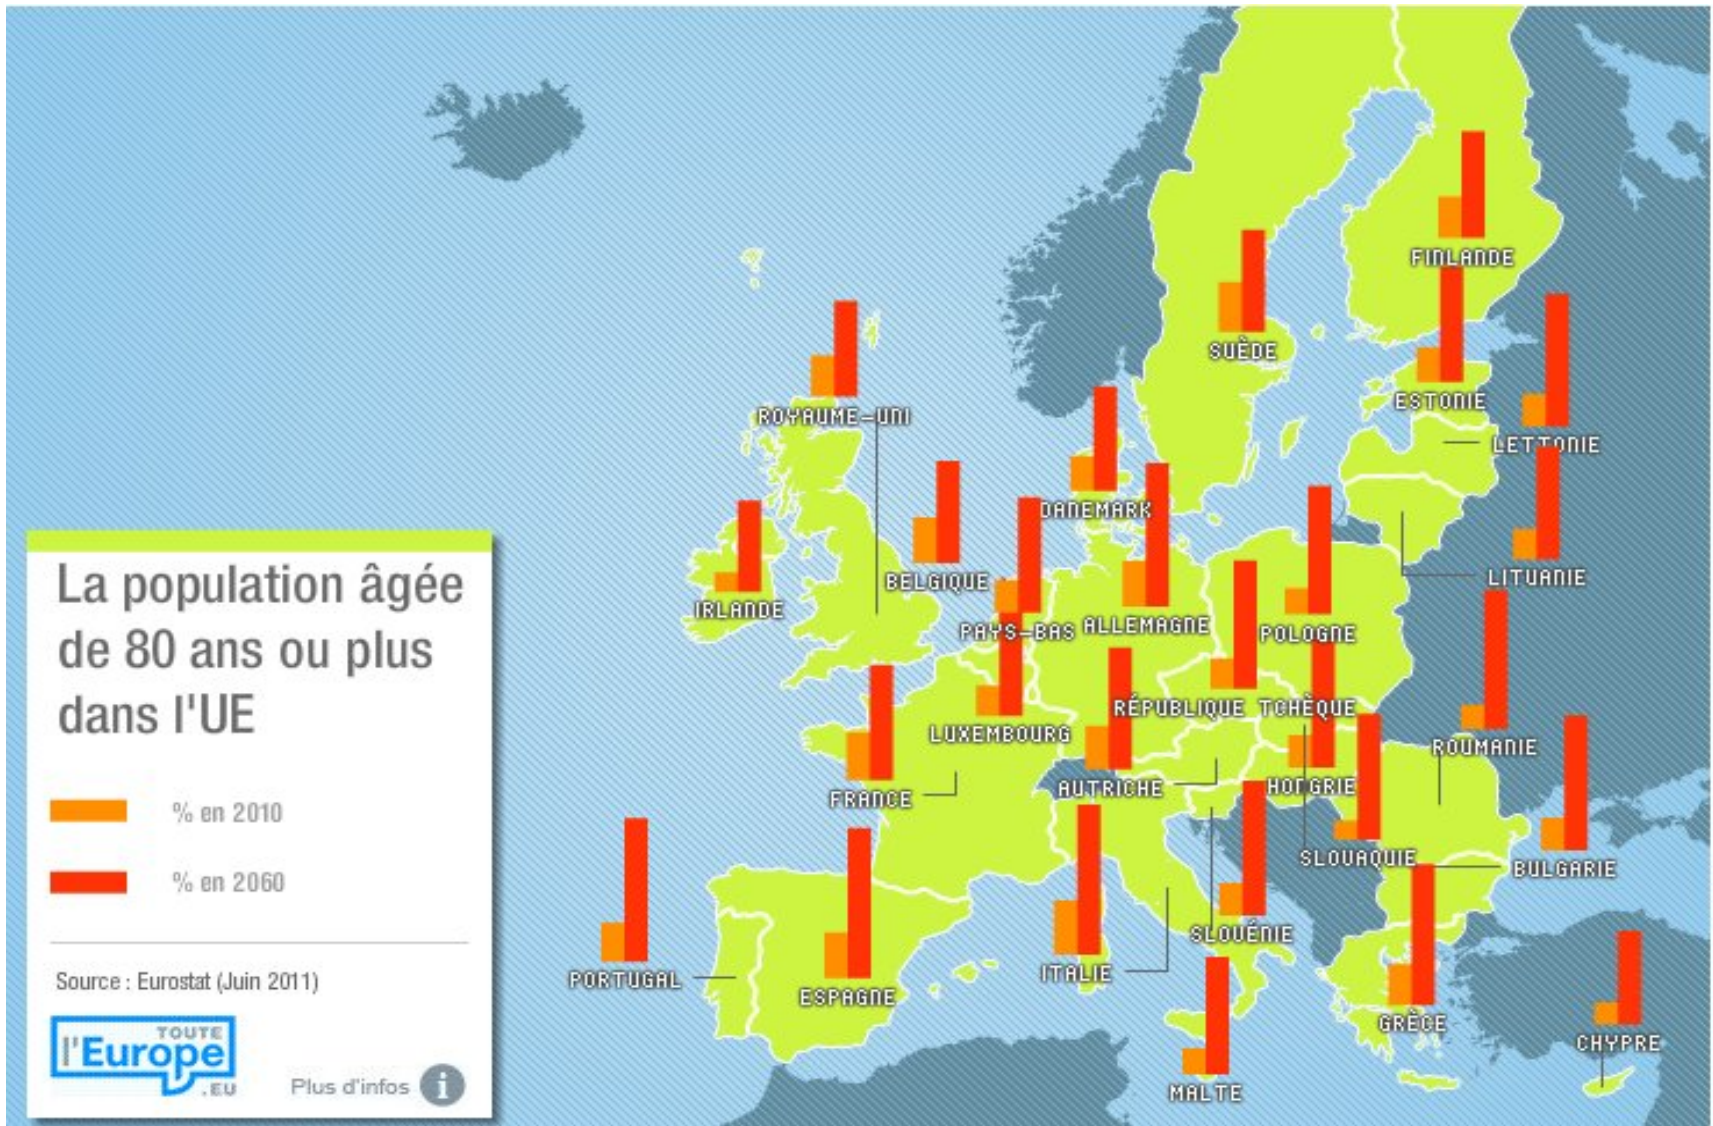 FINLANDE
SUÈDE
ESTONIE
ROYAUME-UNI
LETTONIE
DANEMARK
LITUANIE
BELGIQUE
IRLANDE
PAYS-BAS
ALLEMAGNE
POLOGNE
RÉPUBLIQUE TCHÈQUE
LUXEMBOURG
ROUMANIE
AUTRICHE
HONGRIE
FRANCE
SLOVAQUIE
BULGARIE
SLOVÉNIE
PORTUGAL
ITALIE
ESPAGNE
GRÈCE
CHYPRE
MALTE
La population âgée
de 80 ans ou plus
dans l'UE
% en 2010
% en 2060
Source : Eurostat (Juin 2011)
TOUTE
l'Europe
.EU
Plus d'infos i